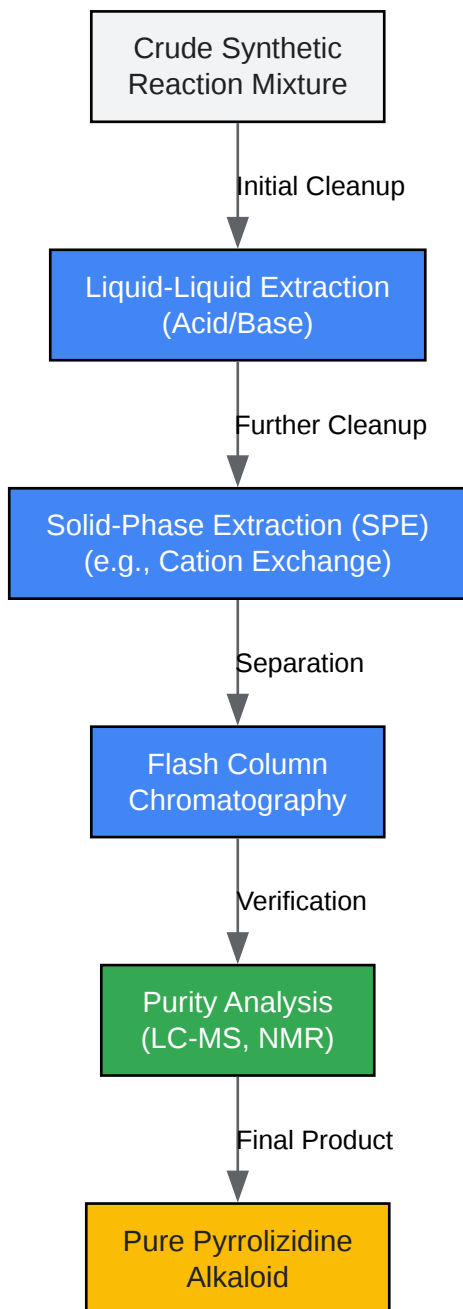 Crude Synthetic
Reaction Mixture
Initial Cleanup
Liquid-Liquid Extraction
(Acid/Base)
Further Cleanup
Solid-Phase Extraction (SPE)
(e.g., Cation Exchange)
Separation
Flash Column
Chromatography
Verification
Purity Analysis
(LC-MS, NMR)
Final Product
Pure Pyrrolizidine
Alkaloid